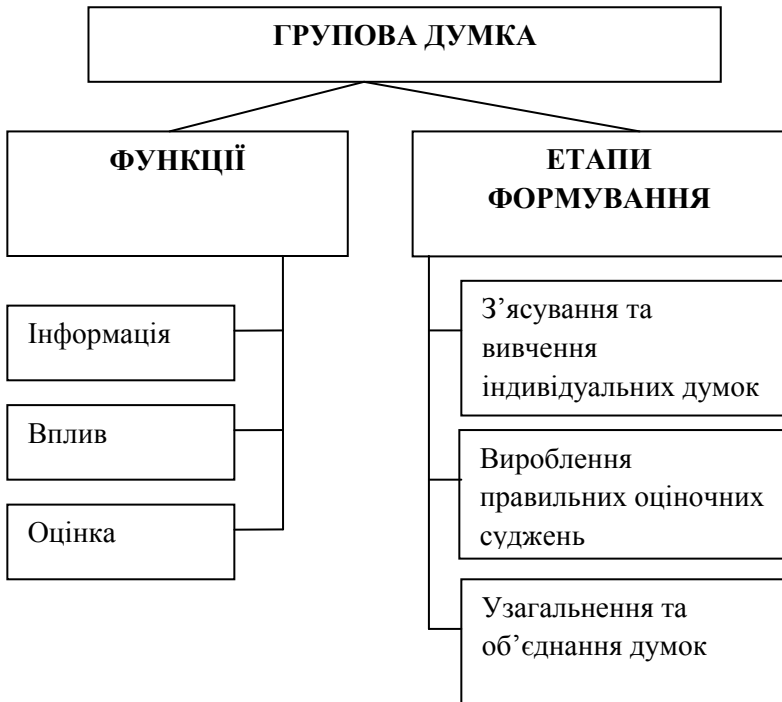 ГРУПОВА ДУМКА
ФУНКЦІЇ
Інформація
Вплив
Оцінка
ЕТАПИ
ФОРМУВАННЯ
З’ясування та
вивчення
індивідуальних думок
Вироблення
правильних оціночних
суджень
Узагальнення та
об’єднання думок